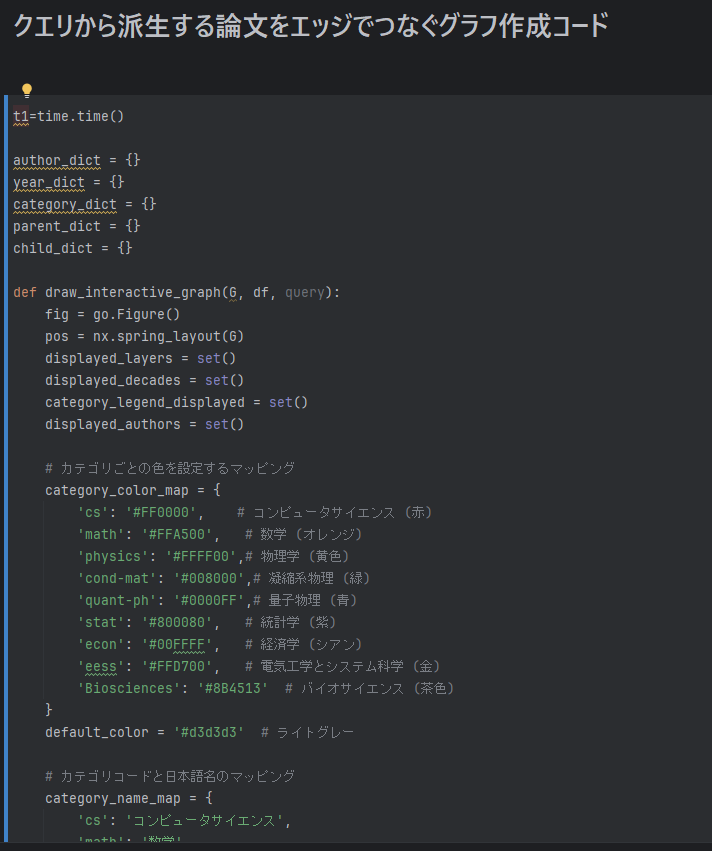 クエリから派生する論文をエッジでつなぐグラフ作成コード
t1=time.time()
author_dict = {}
year_dict = {}
category_dict = {}
parent_dict = {}
child_dict = {}
def draw_interactive_graph(G, df, query):
    fig = go.Figure()
    pos = nx.spring_layout(G)
    displayed_layers = set()
    displayed_decades = set()
    category_legend_displayed = set()
    displayed_authors = set()
    # カテゴリごとの色を設定するマッピング
    category_color_map = {
        'cs': '#FF0000',    # コンピュータサイエンス (赤)
        'math': '#FFA500',   # 数学 (オレンジ)
        'physics': '#FFFF00',# 物理学 (黄色)
        'cond-mat': '#008000',# 凝縮系物理 (緑)
        'quant-ph': '#0000FF',# 量子物理 (青)
        'stat': '#800080',   # 統計学 (紫)
        'econ': '#00FFFF',   # 経済学 (シアン)
        'eess': '#FFD700',   # 電気工学とシステム科学 (金)
        'Biosciences': '#8B4513'  # バイオサイエンス (茶色)
    }
    default_color = '#d3d3d3'  # ライトグレー
    # カテゴリコードと日本語名のマッピング
    category_name_map = {
        'cs': 'コンピュータサイエンス',
        'math': '数学',